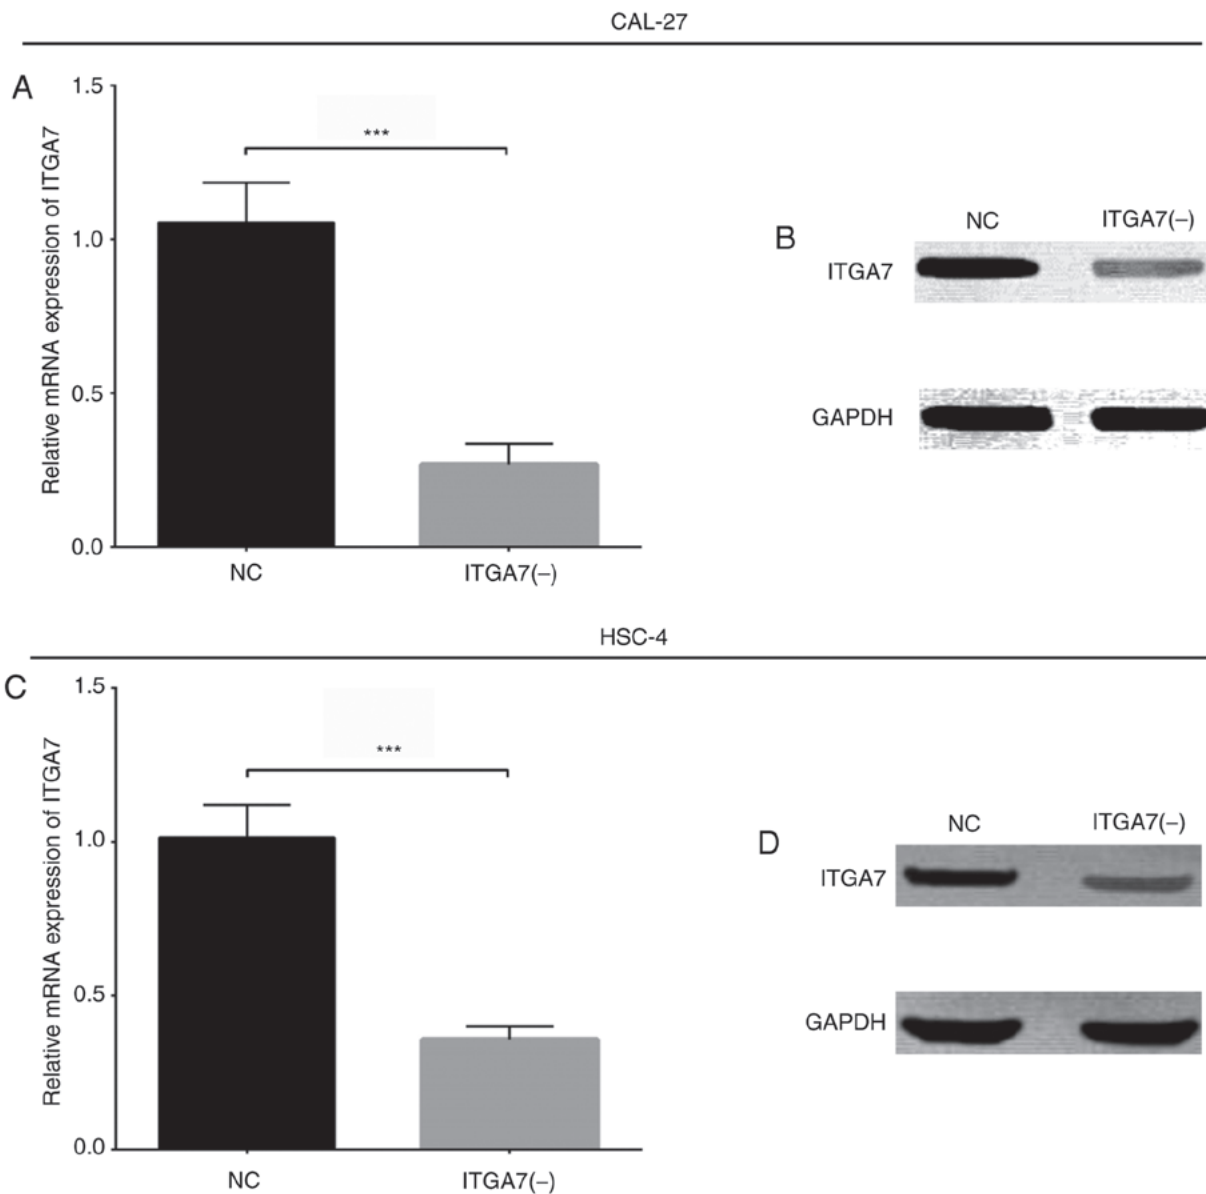 CAL-27
A
Relative mRNA expression of ITGA7
1.5
1.0
0.5
0.0
***
NC
ITGA7(–)
B
NC ITGA7(–)
ITGA7
GAPDH
HSC-4
C
Relative mRNA expression of ITGA7
1.5
1.0
0.5
0.0
***
NC
ITGA7(–)
D
NC ITGA7(–)
ITGA7
GAPDH